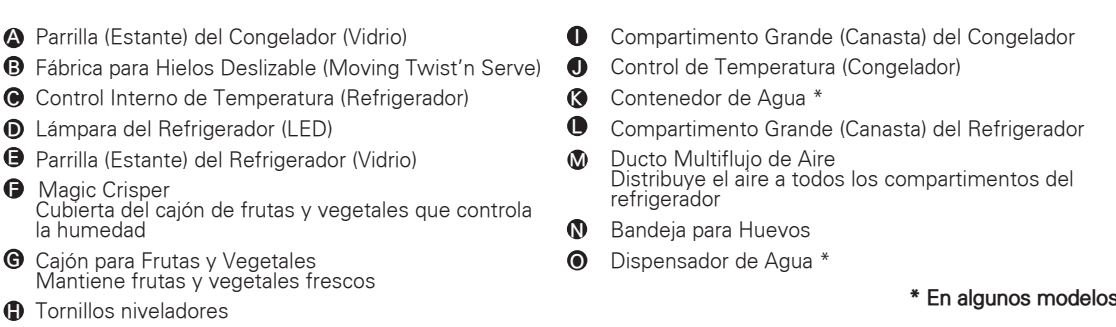 A Parrilla (Estante) del Congelador (Vidrio)
B Fábrica para Hielos Deslizable (Moving Twist'n Serve)
C Control Interno de Temperatura (Refrigerador)
D Lámpara del Refrigerador (LED)
E Parrilla (Estante) del Refrigerador (Vidrio)
F Magic Crisper
Cubierta del cajón de frutas y vegetales que controla
la humedad
G Cajón para Frutas y Vegetales
Mantiene frutas y vegetales frescos
H Tornillos niveladores
I Compartimento Grande (Canasta) del Congelador
J Control de Temperatura (Congelador)
K Contenedor de Agua *
L Compartimento Grande (Canasta) del Refrigerador
M Ducto Multiflujo de Aire
Distribuye el aire a todos los compartimentos del
refrigerador
N Bandeja para Huevos
O Dispensador de Agua *
* En algunos modelos